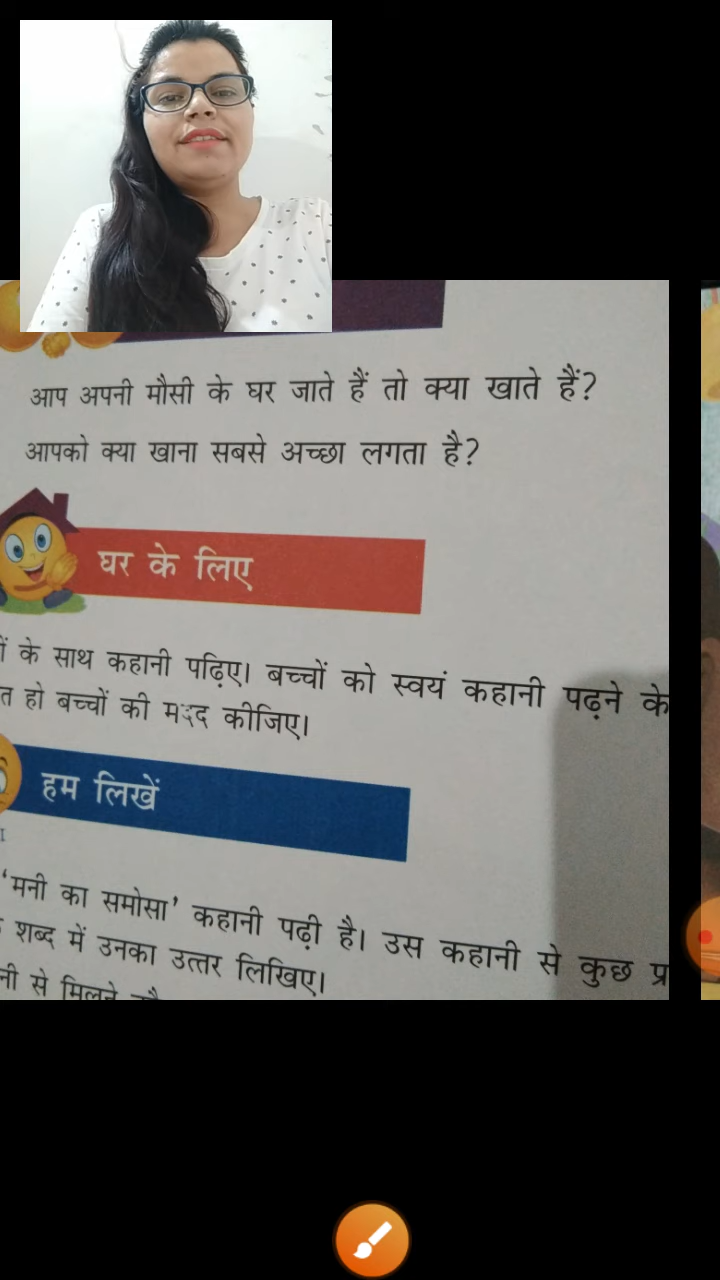 आप अपनी मौसी के घर जाते हैं तो क्या खाते हैं?
आपको क्या खाना सबसे अच्छा लगता है?
घर के लिए
के साथ कहानी पढ़िए। बच्चों को स्वयं कहानी पढ़ने के
हो बच्चों की मदद कीजिए।
हम लिखें
'मनी का समोसा' कहानी पढ़ी है। उस कहानी से कुछ
शब्द में उनका उत्तर लिखिए।
से मिलने